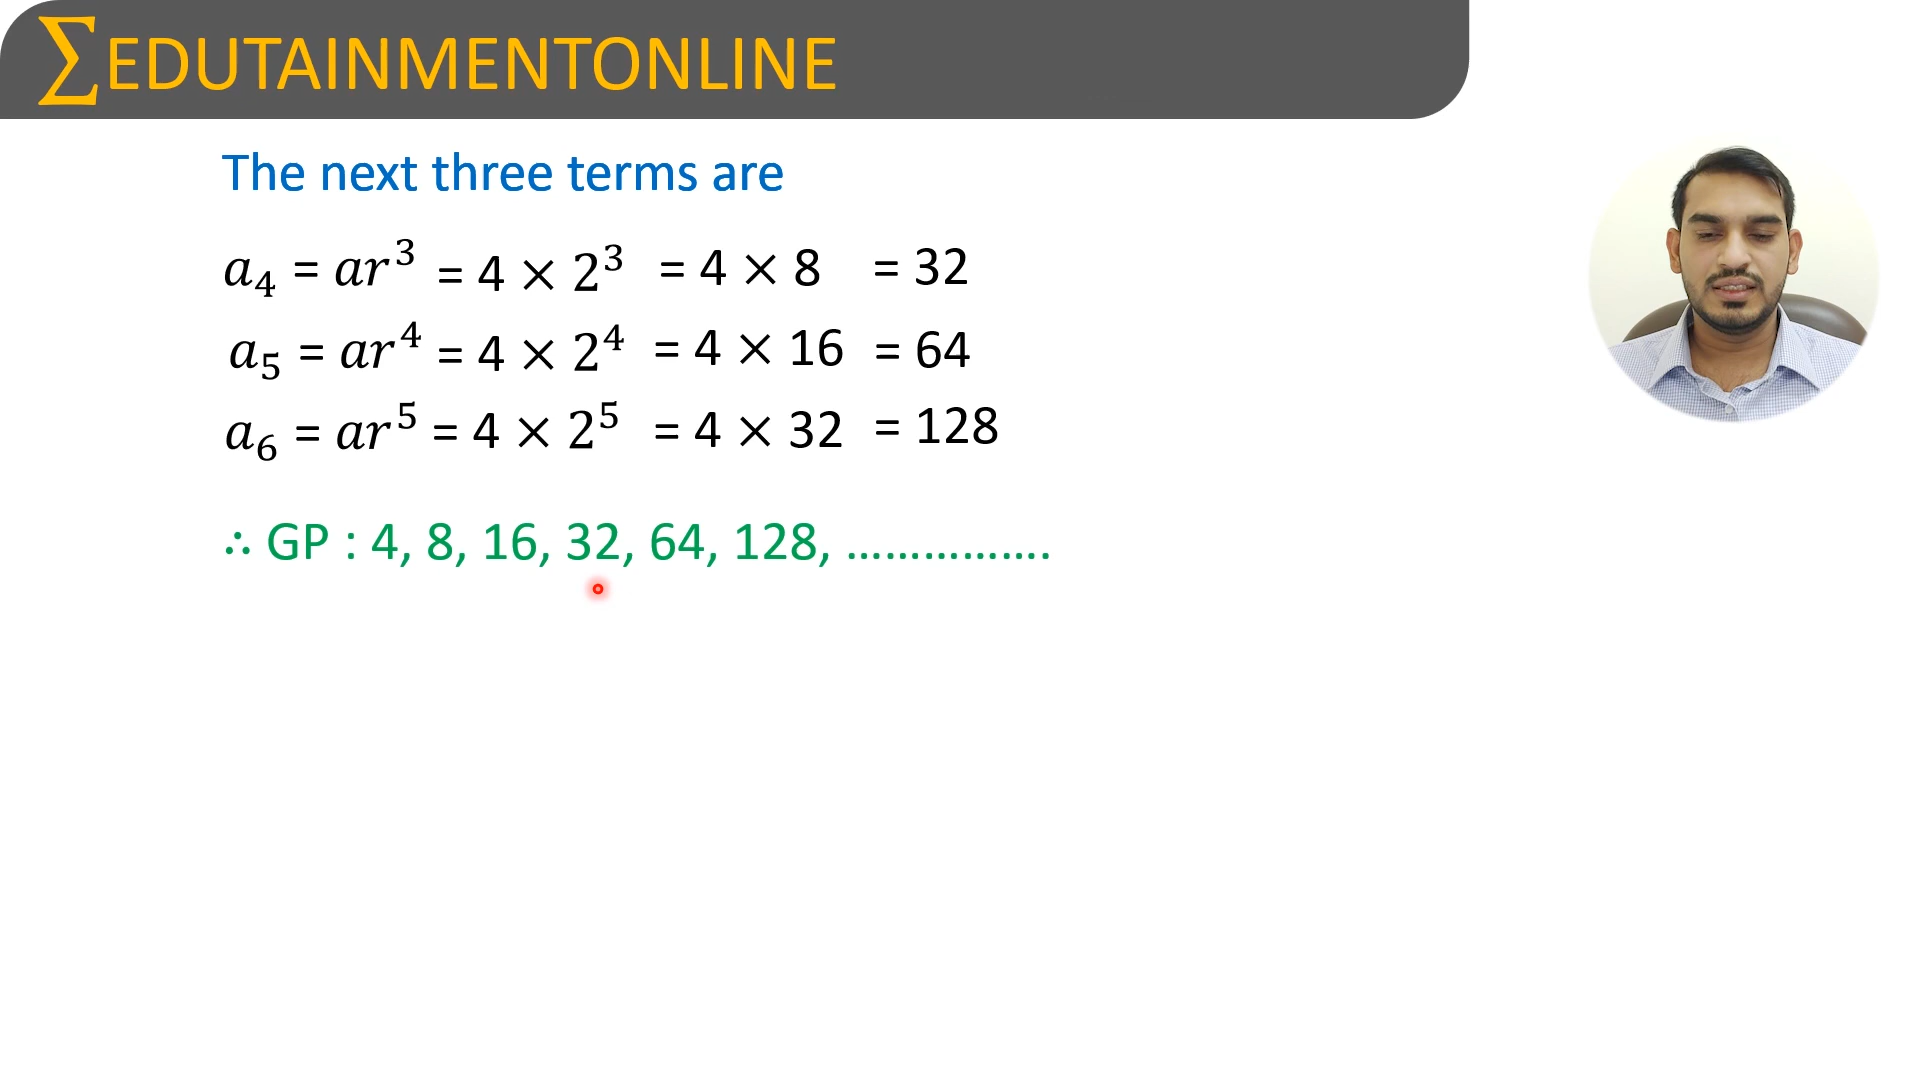 ∑EDUTAINMENTONLINE
The next three terms are
a₄ = ar³ = 4 × 2³ = 4 × 8 = 32
a₅ = ar⁴ = 4 × 2⁴ = 4 × 16 = 64
a₆ = ar⁵ = 4 × 2⁵ = 4 × 32 = 128
∴ GP : 4, 8, 16, 32, 64, 128, …………….